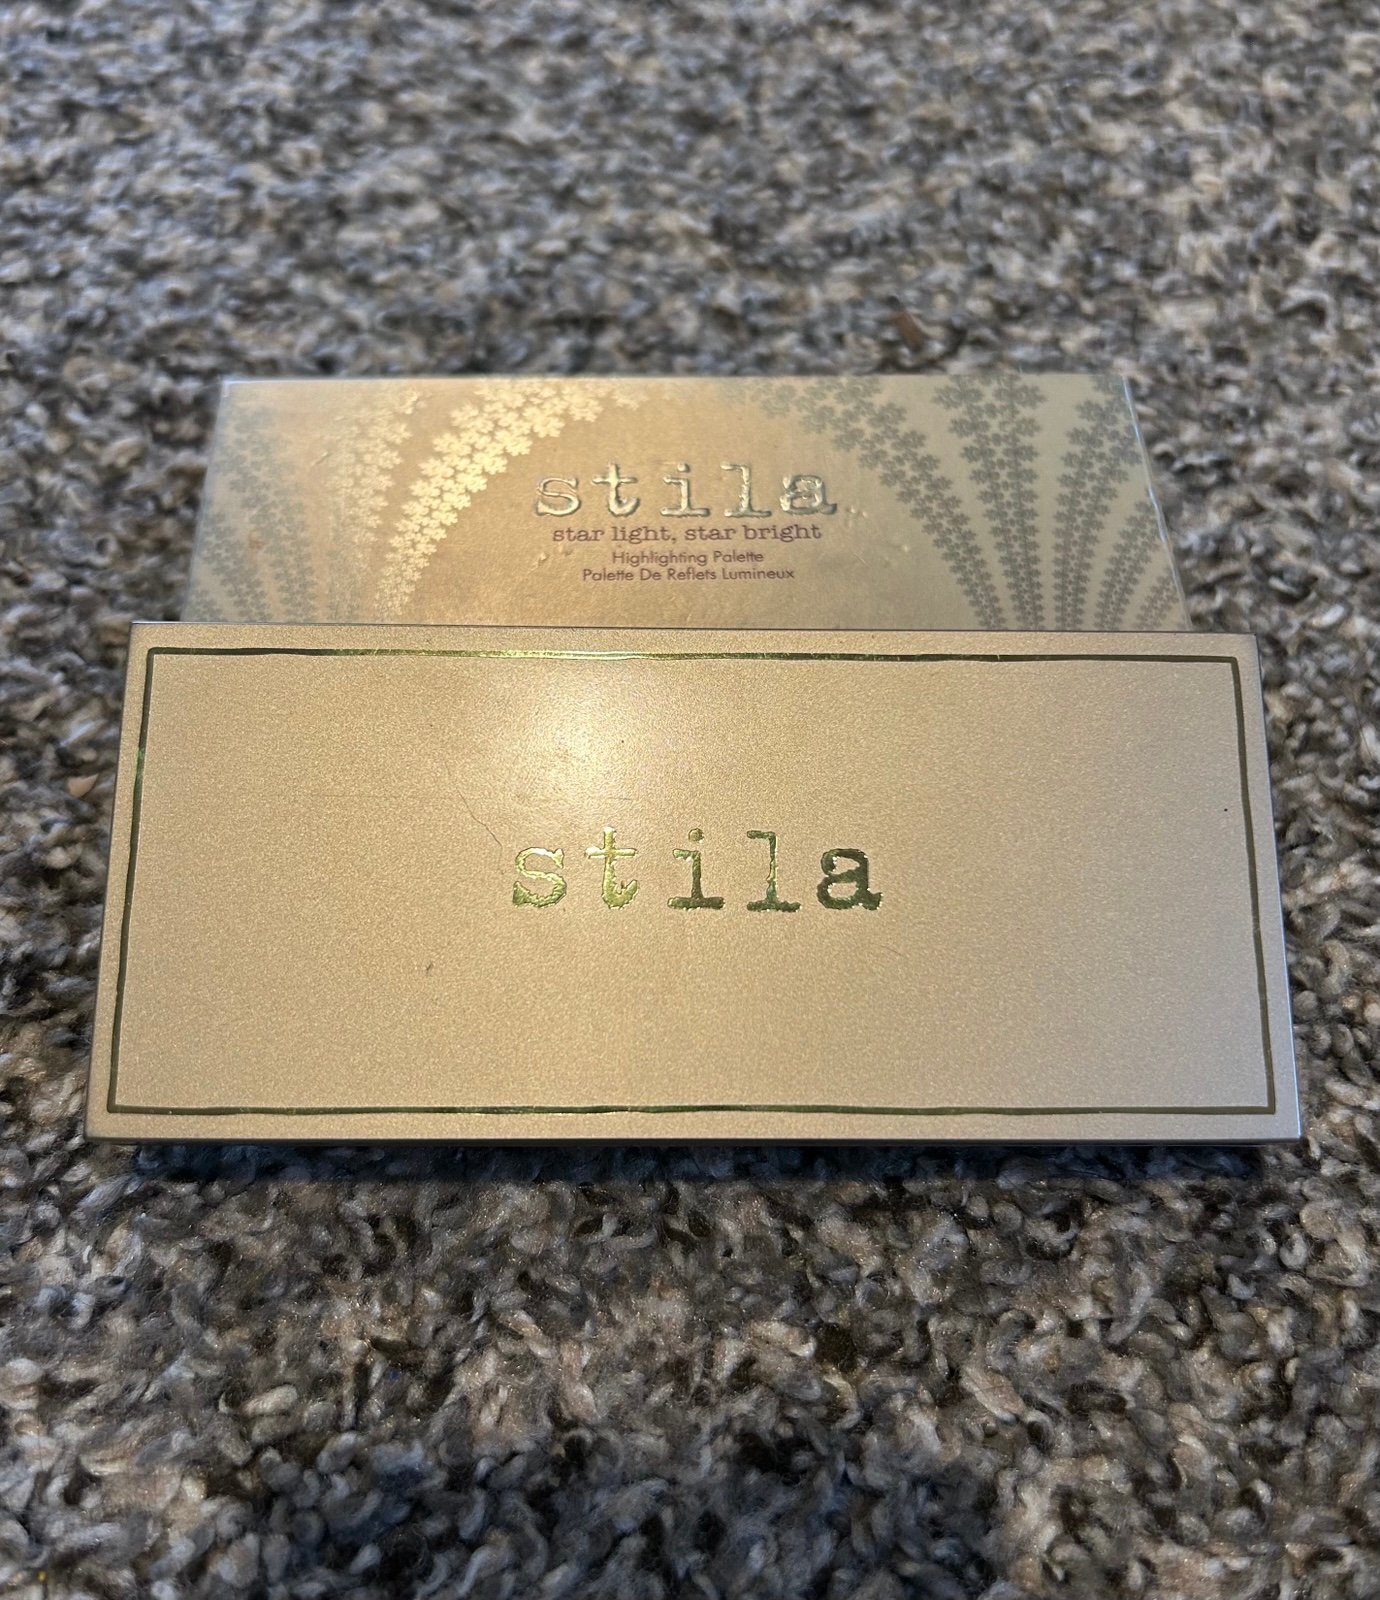 stila
star light, star bright
Highlighting Palette
Palette De Reflets Lumineux
stila